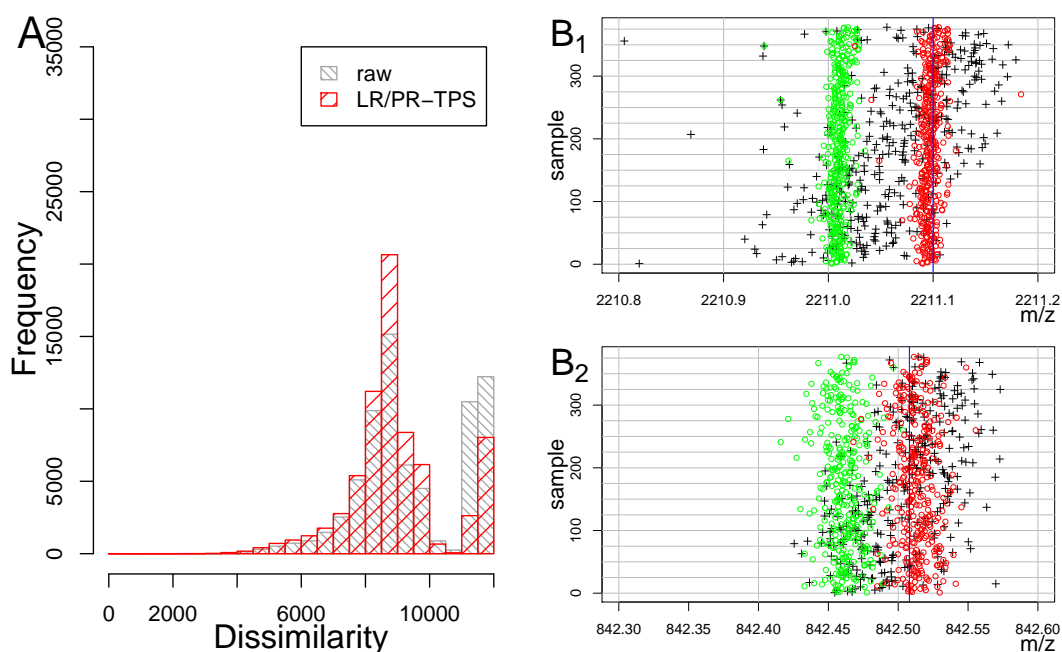 A
Frequency
35000
25000
15000
5000
0
raw
LR/PR−TPS
0 2000 6000 10000
Dissimilarity
B1
sample
300
200
100
0
2210.8 2210.9 2211.0 2211.1 2211.2
m/z
B2
sample
300
200
100
0
842.30 842.40 842.45 842.50 842.55 842.60
m/z